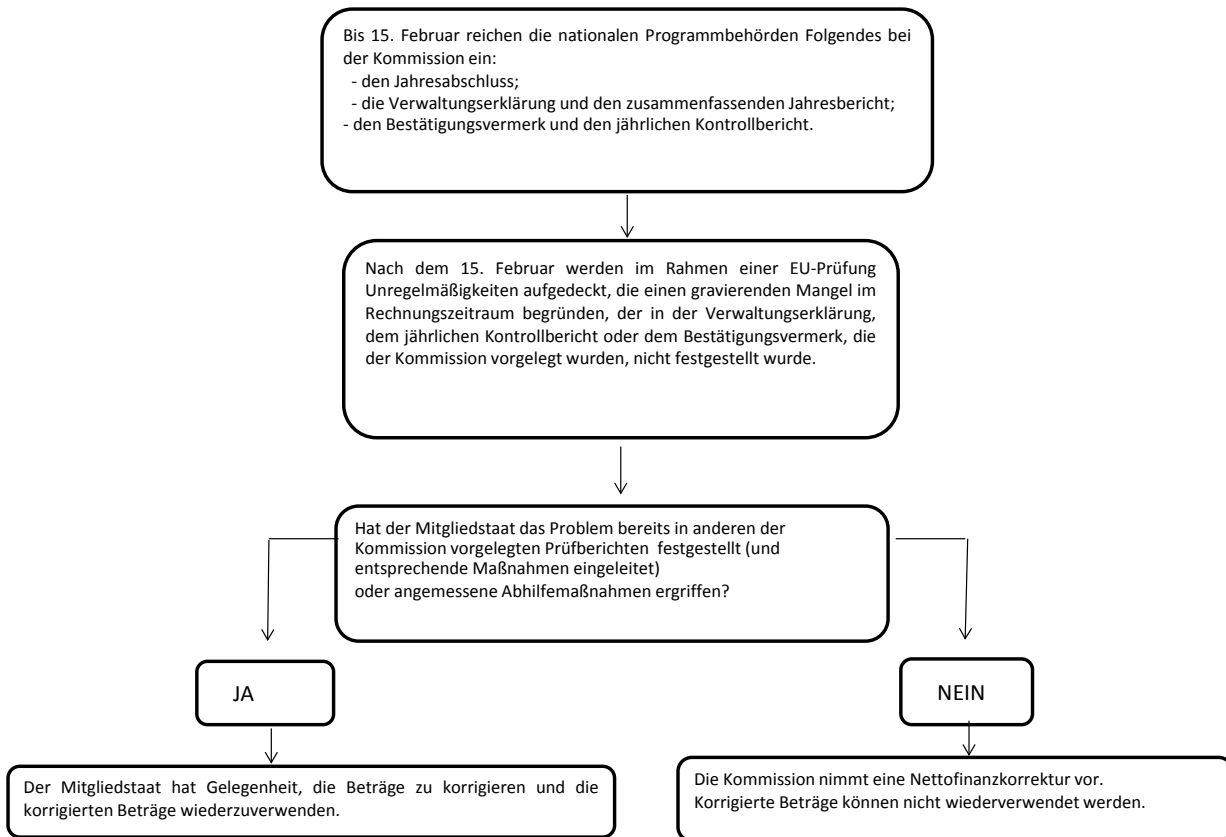 Bis 15. Februar reichen die nationalen Programmbehörden Folgendes bei
der Kommission ein:
- den Jahresabschluss;
- die Verwaltungserklärung und den zusammenfassenden Jahresbericht;
- den Bestätigungsvermerk und den jährlichen Kontrollbericht.
Nach dem 15. Februar werden im Rahmen einer EU-Prüfung
Unregelmäßigkeiten aufgedeckt, die einen gravierenden Mangel im
Rechnungszeitraum begründen, der in der Verwaltungserklärung,
dem jährlichen Kontrollbericht oder dem Bestätigungsvermerk, die
der Kommission vorgelegt wurden, nicht festgestellt wurde.
Hat der Mitgliedstaat das Problem bereits in anderen der
Kommission vorgelegten Prüfberichten festgestellt (und
entsprechende Maßnahmen eingeleitet)
oder angemessene Abhilfemaßnahmen ergriffen?
JA
NEIN
Der Mitgliedstaat hat Gelegenheit, die Beträge zu korrigieren und die
korrigierten Beträge wiederzuverwenden.
Die Kommission nimmt eine Nettofinanzkorrektur vor.
Korrigierte Beträge können nicht wiederverwendet werden.